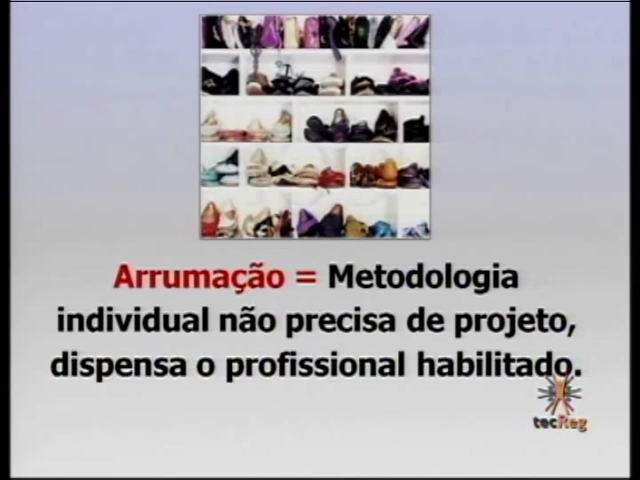 Arrumação = Metodologia
individual não precisa de projeto,
dispensa o profissional habilitado.
tecReg